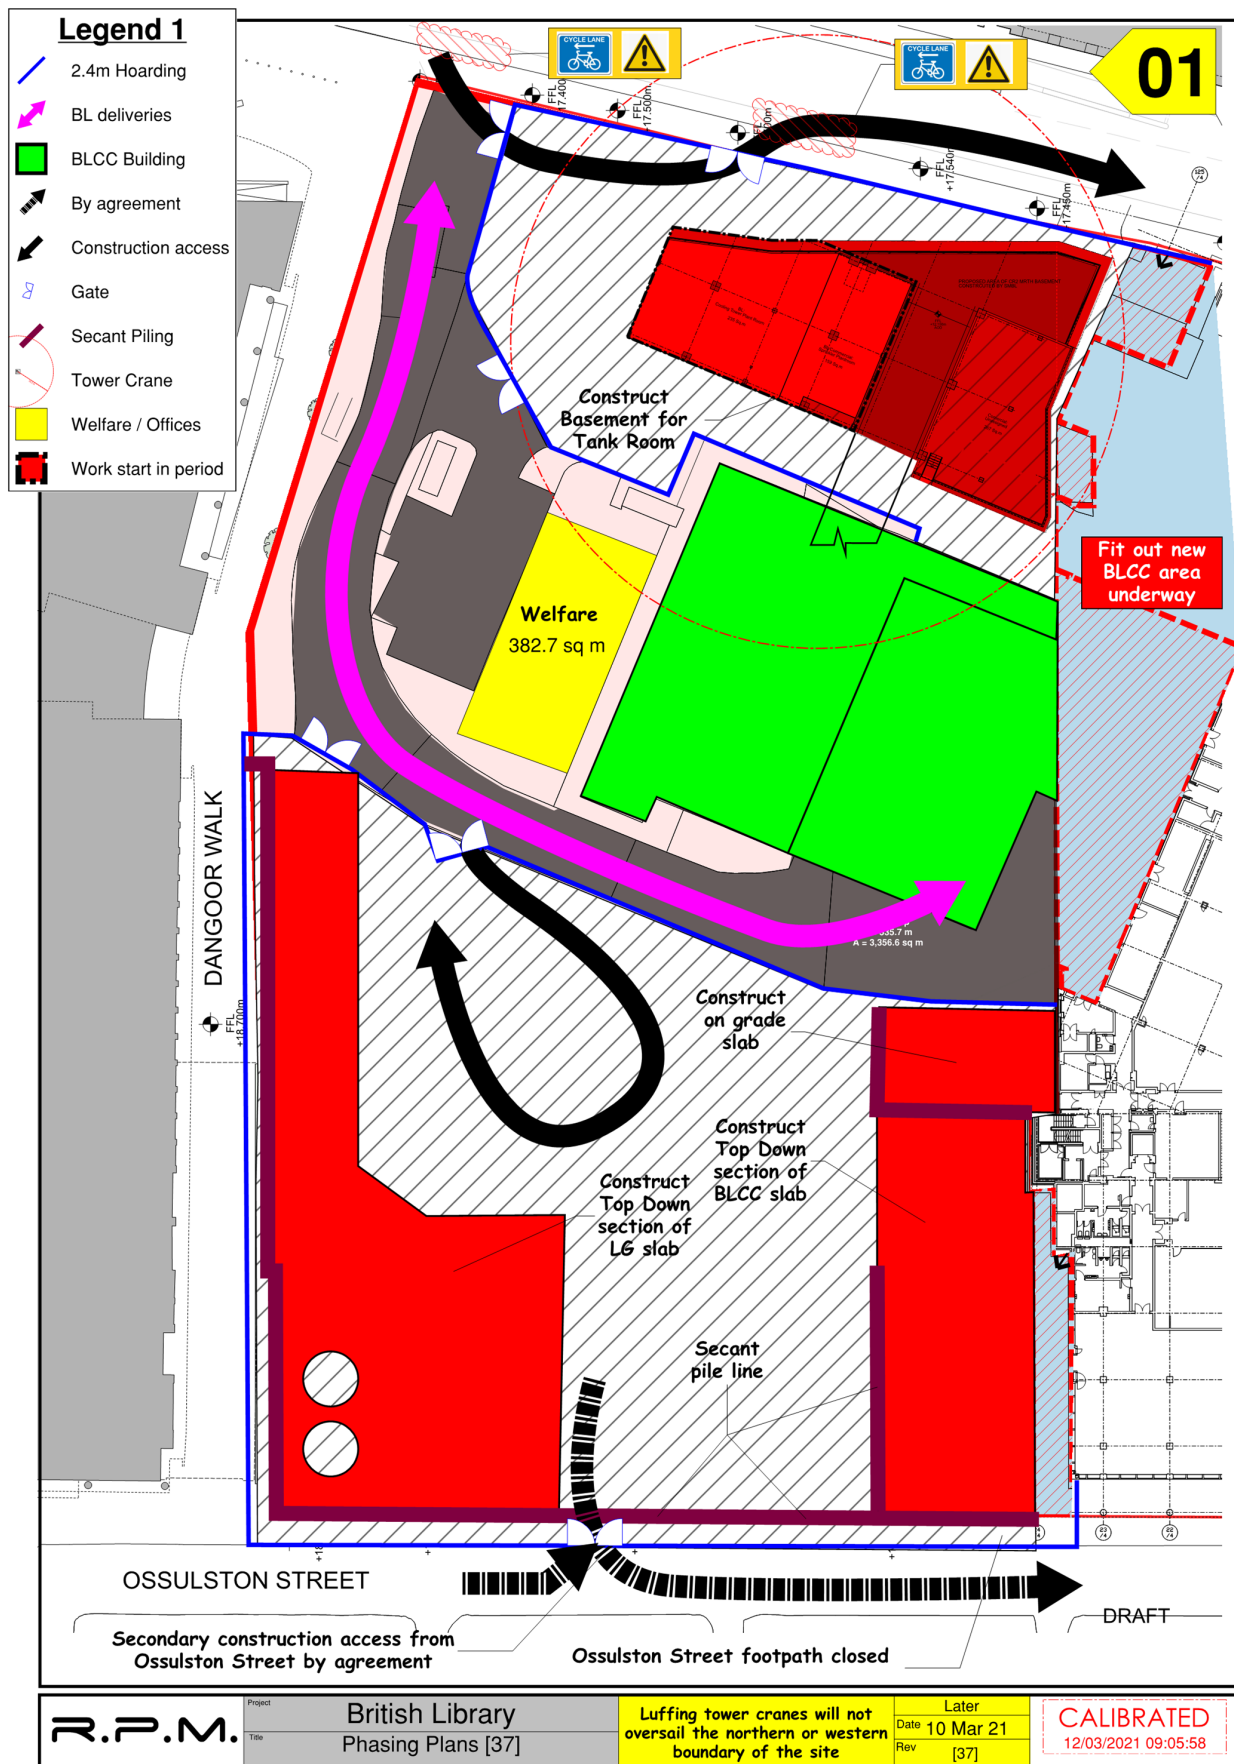 Legend 1
2.4m Hoarding
BL deliveries
BLCC Building
By agreement
Construction access
Gate
Secant Piling
Tower Crane
Welfare / Offices
Work start in period
CYCLE LANE
CYCLE LANE
01
FFL
17.400
FFL
+17.500m
FFL
FFL
+17.540m
FFL
+17.450m
Construct
Basement for
Tank Room
Fit out new
BLCC area
underway
Welfare
382.7 sq m
DANGOOR WALK
FFL
+18.700m
35.7 m
A = 3,356.6 sq m
Construct
on grade
slab
Construct
Top Down
section of
BLCC slab
Construct
Top Down
section of
LG slab
Secant
pile line
OSSULSTON STREET
DRAFT
Secondary construction access from
Ossulston Street by agreement
Ossulston Street footpath closed
R.P.M.
Project
British Library
Title
Phasing Plans [37]
Luffing tower cranes will not
oversail the northern or western
boundary of the site
Later
Date 10 Mar 21
Rev [37]
CALIBRATED
12/03/2021 09:05:58